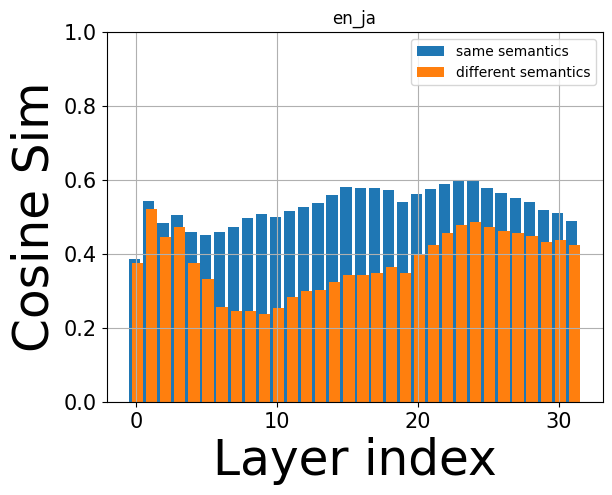 en_ja
same semantics
different semantics
Cosine Sim
1.0
0.8
0.6
0.4
0.2
0.0
0 10 20 30
Layer index